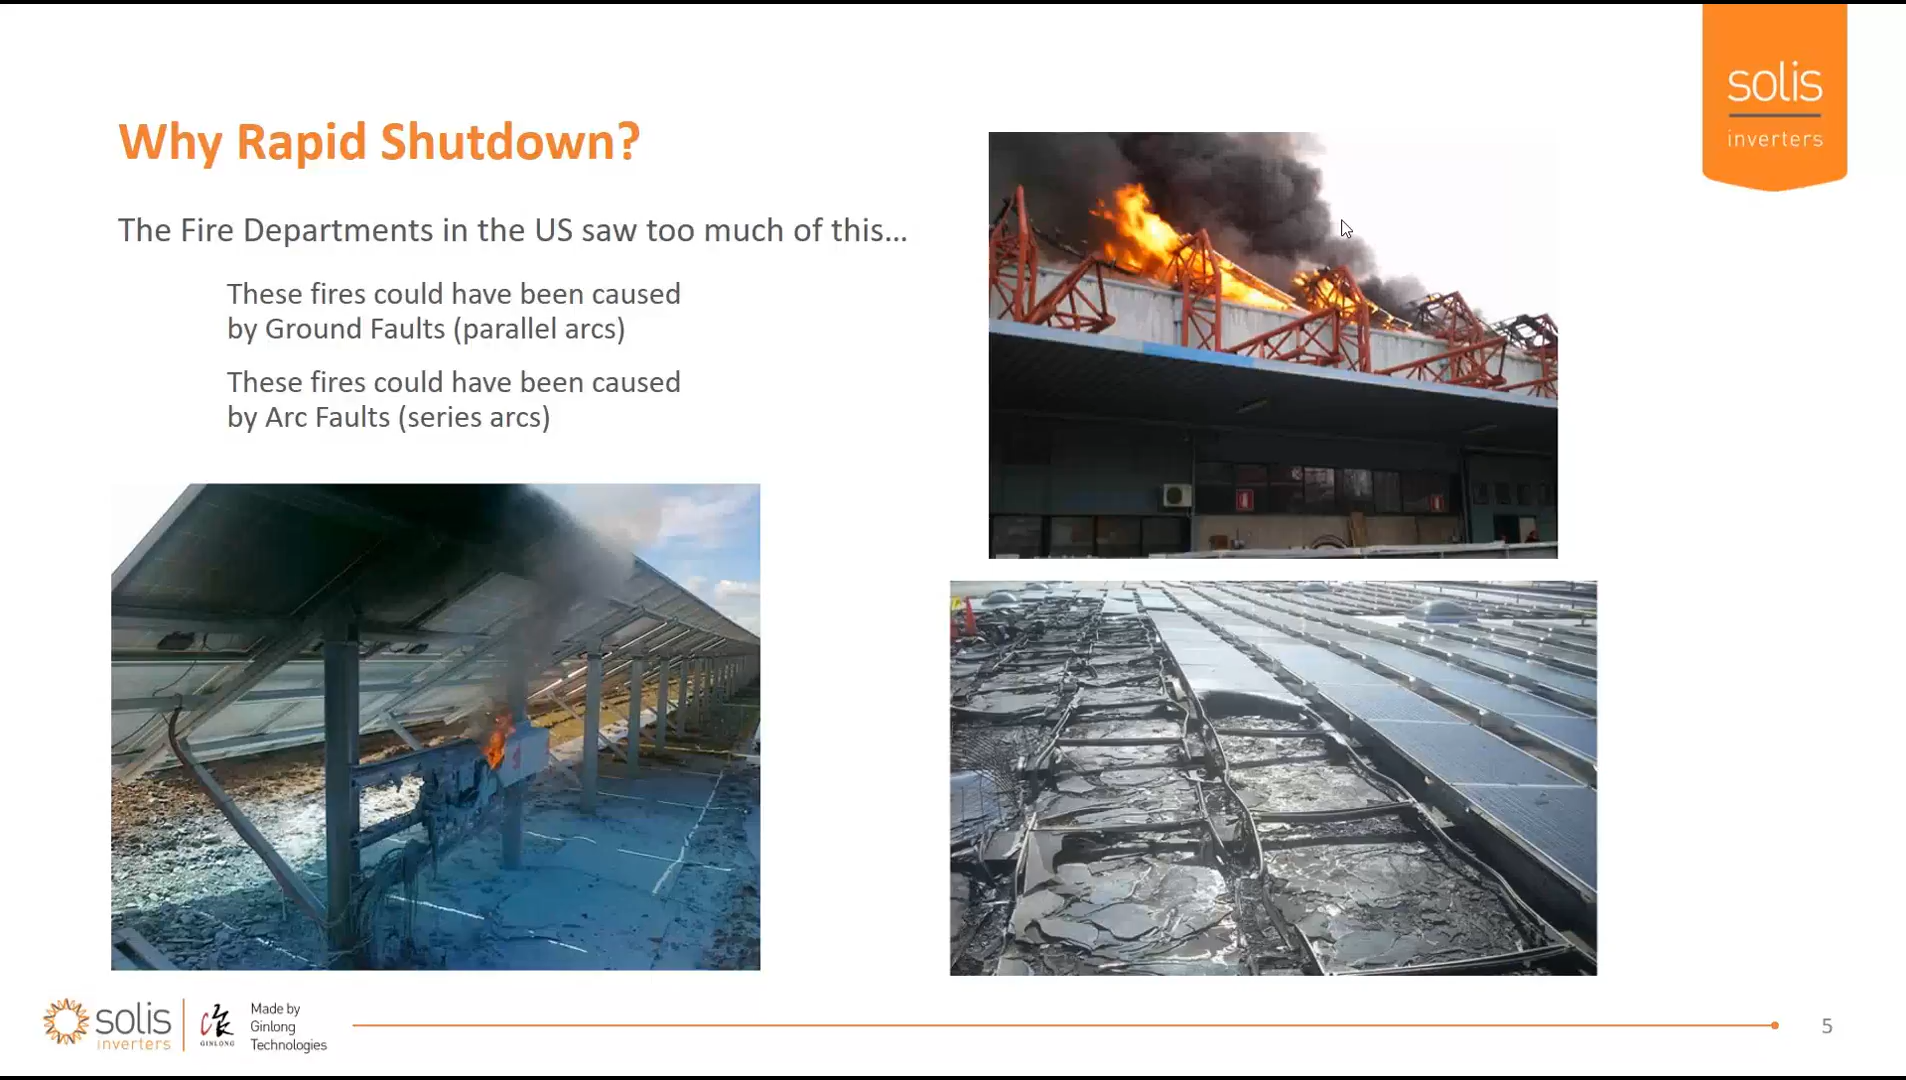 Why Rapid Shutdown?
The Fire Departments in the US saw too much of this...
These fires could have been caused
by Ground Faults (parallel arcs)
These fires could have been caused
by Arc Faults (series arcs)
solis
inverters
solis
inverters
GINLONG
Made by
Ginlong
Technologies
5